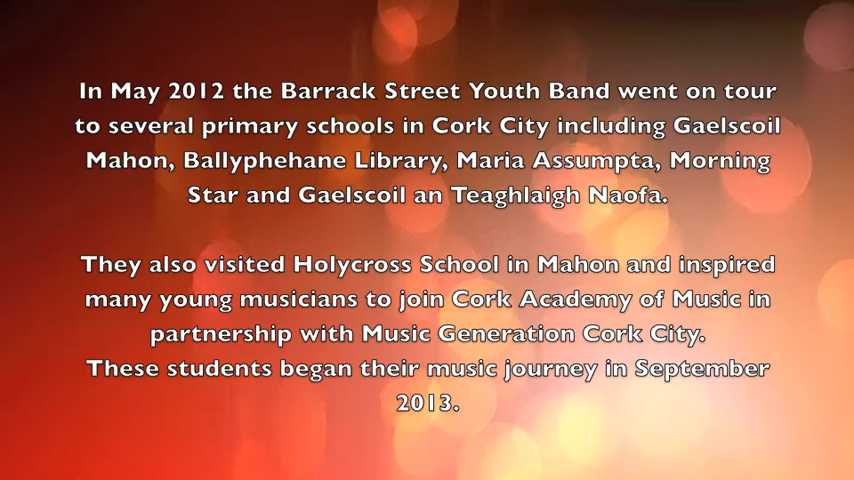 In May 2012 the Barrack Street Youth Band went on tour
to several primary schools in Cork City including Gaelscoil
Mahon, Ballyphehane Library, Maria Assumpta, Morning
Star and Gaelscoil an Teaghlaigh Naofa.
They also visited Holycross School in Mahon and inspired
many young musicians to join Cork Academy of Music in
partnership with Music Generation Cork City.
These students began their music journey in September
2013.